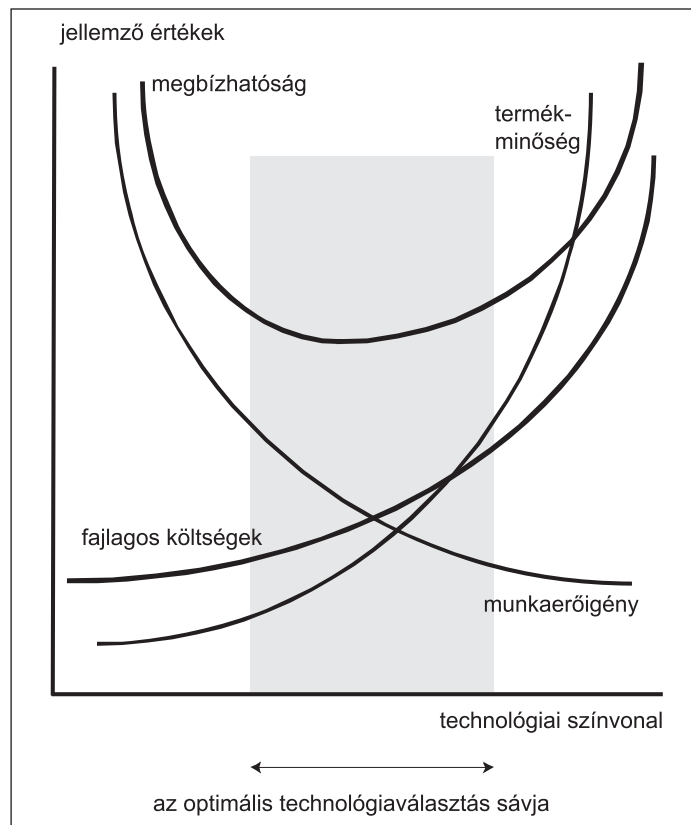 jellemző értékek
megbízhatóság
termék-
minőség
fajlagos költségek
munkaerőigény
technológiai színvonal
az optimális technológiaválasztás sávja